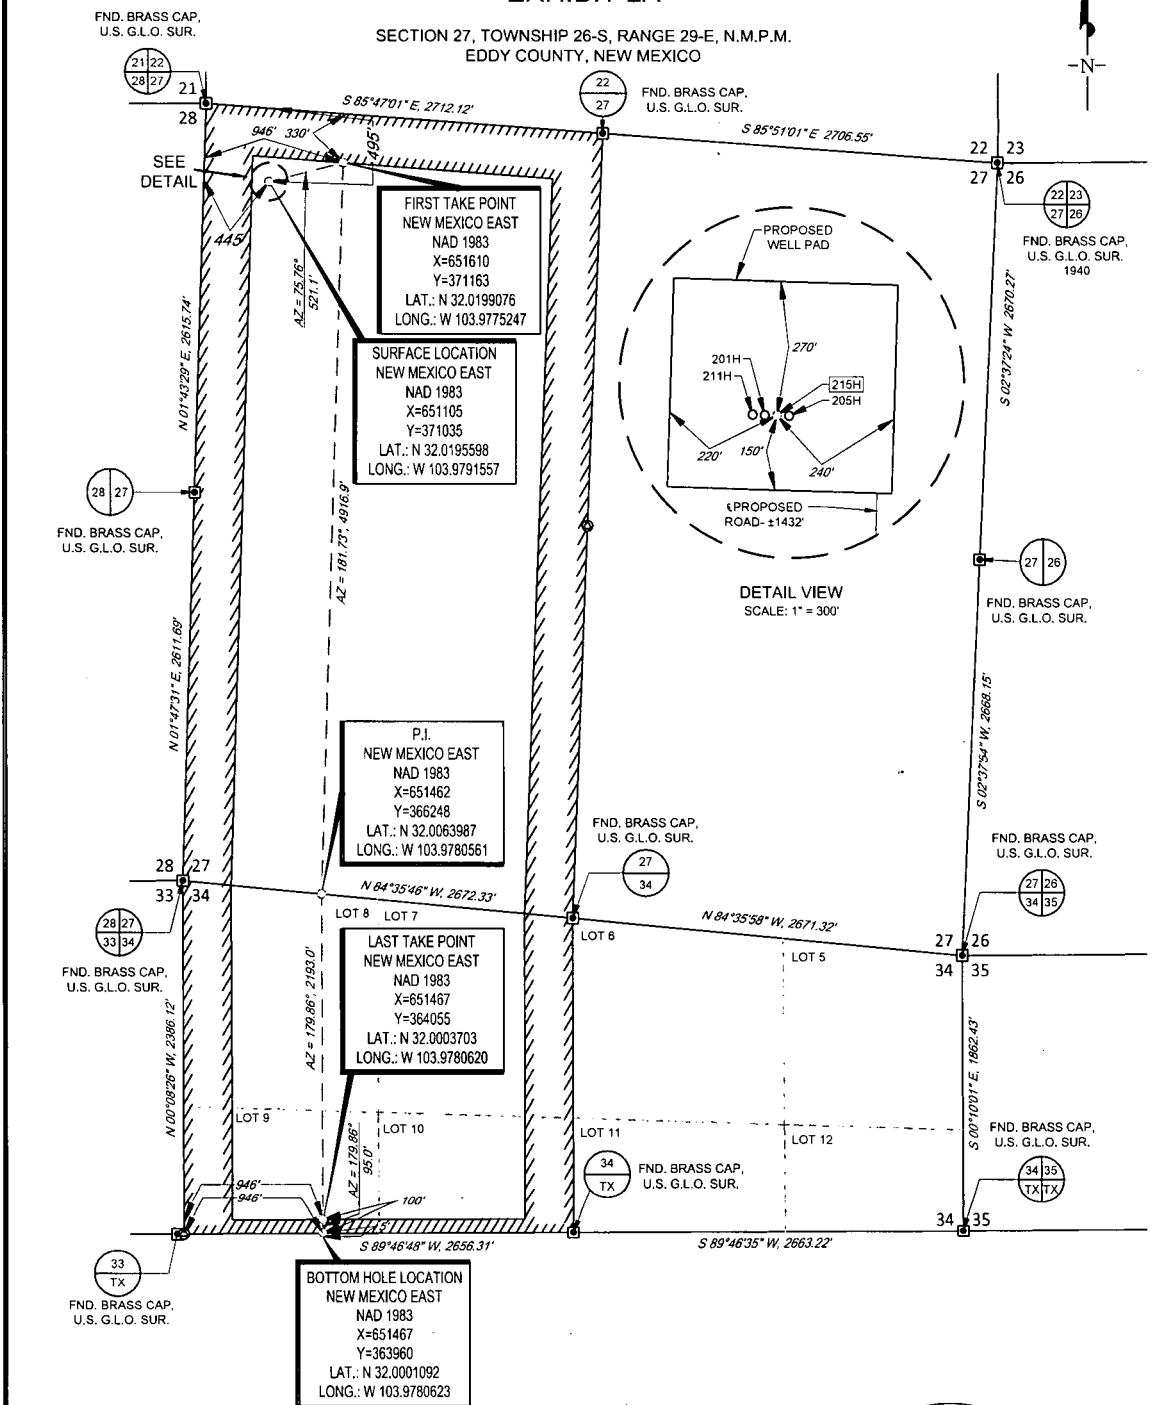 SECTION 27, TOWNSHIP 26-S, RANGE 29-E, N.M.P.M.
EDDY COUNTY, NEW MEXICO
-N-
FND. BRASS CAP,
U.S. G.L.O. SUR.
21 22
28 27
21
28
S 85°47'01" E, 2712.12'
22
27
FND. BRASS CAP,
U.S. G.L.O. SUR.
S 85°51'01" E 2706.55'
22 23
27 26
22 23
27 26
FND. BRASS CAP,
U.S. G.L.O. SUR.
1940
946' 330'
495'
SEE
DETAIL
445'
AZ = 75.76°
521.1'
FIRST TAKE POINT
NEW MEXICO EAST
NAD 1983
X=651610
Y=371163
LAT.: N 32.0199076
LONG.: W 103.9775247
SURFACE LOCATION
NEW MEXICO EAST
NAD 1983
X=651105
Y=371035
LAT.: N 32.0195598
LONG.: W 103.9791557
PROPOSED
WELL PAD
270'
201H
211H
215H
205H
220'
150'
240'
PROPOSED
ROAD- ±1432'
DETAIL VIEW
SCALE: 1" = 300'
N 01°43'29" E, 2615.74'
S 02°37'24" W, 2670.27'
28 27
FND. BRASS CAP,
U.S. G.L.O. SUR.
AZ = 181.73°, 4916.9'
27 26
FND. BRASS CAP,
U.S. G.L.O. SUR.
N 01°47'31" E, 2611.69'
S 02°37'54" W, 2668.15'
P.I.
NEW MEXICO EAST
NAD 1983
X=651462
Y=366248
LAT.: N 32.0063987
LONG.: W 103.9780561
FND. BRASS CAP,
U.S. G.L.O. SUR.
27
34
FND. BRASS CAP,
U.S. G.L.O. SUR.
27 26
34 35
28 27
33 34
N 84°35'46" W, 2672.33'
N 84°35'58" W, 2671.32'
27 26
34 35
28 27
33 34
FND. BRASS CAP,
U.S. G.L.O. SUR.
LOT 8
LOT 7
LOT 6
LOT 5
LAST TAKE POINT
NEW MEXICO EAST
NAD 1983
X=651467
Y=364055
LAT.: N 32.0003703
LONG.: W 103.9780620
AZ = 179.86°, 2193.0'
N 00°08'26" W, 2386.12'
S 00°10'01" E, 1862.43'
LOT 9
LOT 10
LOT 11
LOT 12
AZ = 179.86°
95.0'
34
TX
FND. BRASS CAP,
U.S. G.L.O. SUR.
FND. BRASS CAP,
U.S. G.L.O. SUR.
34 35
TX TX
946'
946'
100'
5'
34 35
S 89°46'48" W, 2656.31'
S 89°46'35" W, 2663.22'
33
TX
FND. BRASS CAP,
U.S. G.L.O. SUR.
BOTTOM HOLE LOCATION
NEW MEXICO EAST
NAD 1983
X=651467
Y=363960
LAT.: N 32.0001092
LONG.: W 103.9780623